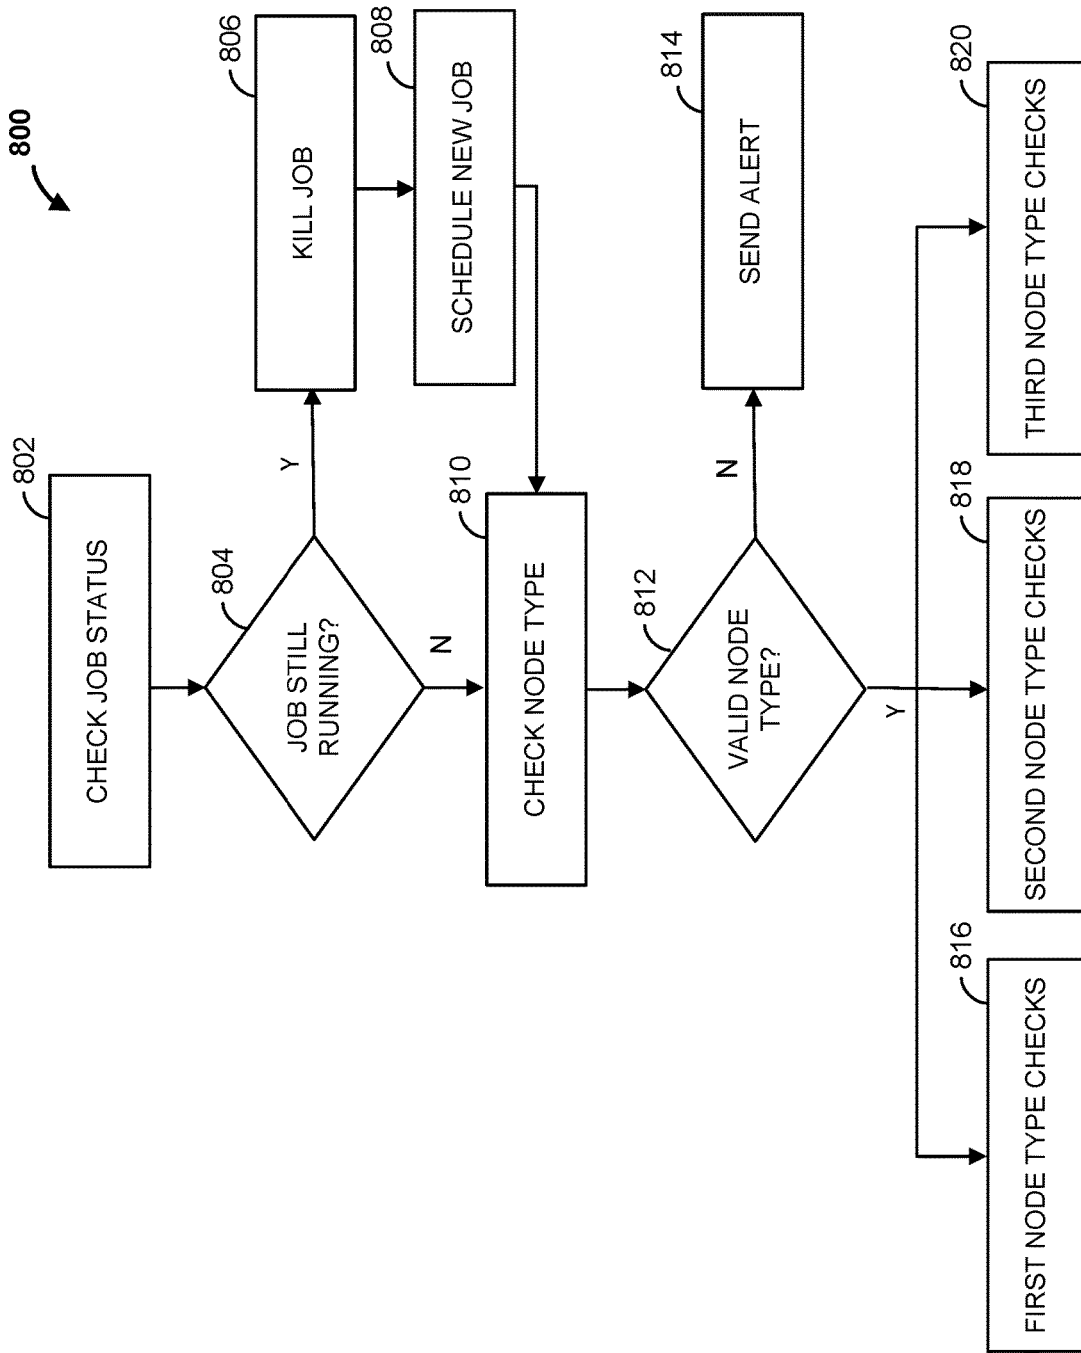 800
802
CHECK JOB STATUS
804
JOB STILL
RUNNING?
Y
N
806
KILL JOB
808
SCHEDULE NEW JOB
810
CHECK NODE TYPE
812
VALID NODE
TYPE?
N
Y
814
SEND ALERT
816
FIRST NODE TYPE CHECKS
818
SECOND NODE TYPE CHECKS
820
THIRD NODE TYPE CHECKS